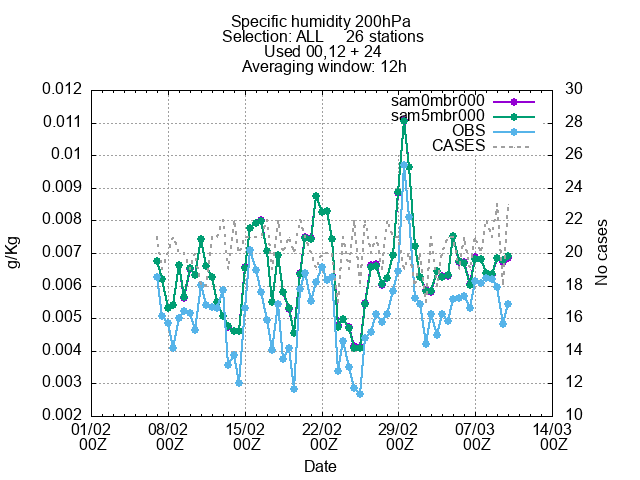 Specific humidity 200hPa
Selection: ALL     26 stations
Used 00,12 + 24
Averaging window: 12h
sam0mbr000
sam5mbr000
OBS
CASES
g/Kg
0.012
0.011
0.01
0.009
0.008
0.007
0.006
0.005
0.004
0.003
0.002
No cases
30
28
26
24
22
20
18
16
14
12
10
01/02 08/02 15/02 22/02 29/02 07/03 14/03
00Z 00Z 00Z 00Z 00Z 00Z 00Z
Date